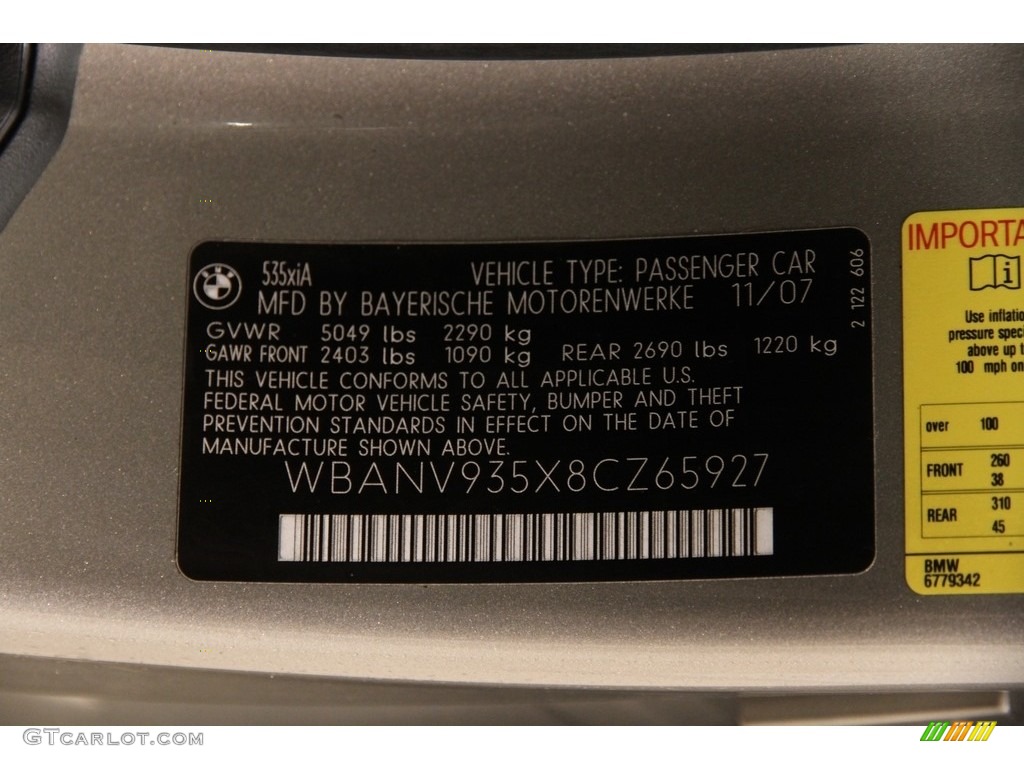 BMW
535xiA VEHICLE TYPE: PASSENGER CAR
MFD BY BAYERISCHE MOTORENWERKE 11/07
GVWR 5049 lbs 2290 kg
GAWR FRONT 2403 lbs 1090 kg REAR 2690 lbs 1220 kg
THIS VEHICLE CONFORMS TO ALL APPLICABLE U.S.
FEDERAL MOTOR VEHICLE SAFETY, BUMPER AND THEFT
PREVENTION STANDARDS IN EFFECT ON THE DATE OF
MANUFACTURE SHOWN ABOVE.
WBANV935X8CZ65927
2 122 606
IMPORTA
i
Use inflatio
pressure spec
above up t
100 mph on
over 100
FRONT 260
38
REAR 310
45
BMW
6779342
GTcarlot.com